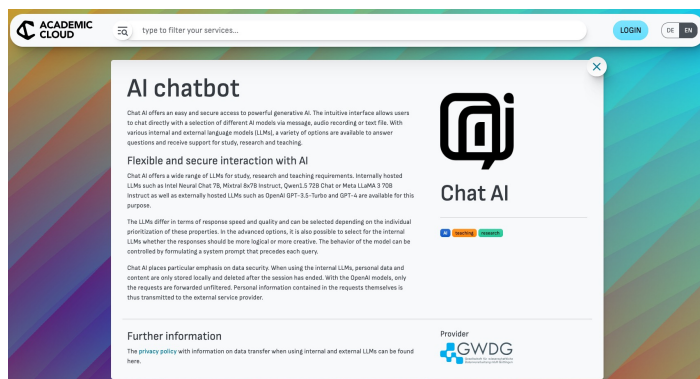 ACADEMIC
CLOUD
type to filter your services...
LOGIN
DE EN
AI chatbot
Chat AI offers an easy and secure access to powerful generative AI. The intuitive interface allows users
to chat directly with a selection of different AI models via message, audio recording or text file. With
various internal and external language models (LLMs), a variety of options are available to answer
questions and receive support for study, research and teaching.
Flexible and secure interaction with AI
Chat AI offers a wide range of LLMs for study, research and teaching requirements. Internally hosted
LLMs such as Intel Neural Chat 7B, Mixtral 8x7B Instruct, Qwen1.5 72B Chat or Meta LLaMA 3 70B
Instruct as well as externally hosted LLMs such as OpenAI GPT-3.5-Turbo and GPT-4 are available for this
purpose.
The LLMs differ in terms of response speed and quality and can be selected depending on the individual
prioritization of these properties. In the advanced options, it is also possible to select for the internal
LLMs whether the responses should be more logical or more creative. The behavior of the model can be
controlled by formulating a system prompt that precedes each query.
Chat AI places particular emphasis on data security. When using the internal LLMs, personal data and
content are only stored locally and deleted after the session has ended. With the OpenAI models, only
the requests are forwarded unfiltered. Personal information contained in the requests themselves is
thus transmitted to the external service provider.
Chat AI
AI teaching research
Further information
The privacy policy with information on data transfer when using internal and external LLMs can be found
here.
Provider
GWDG